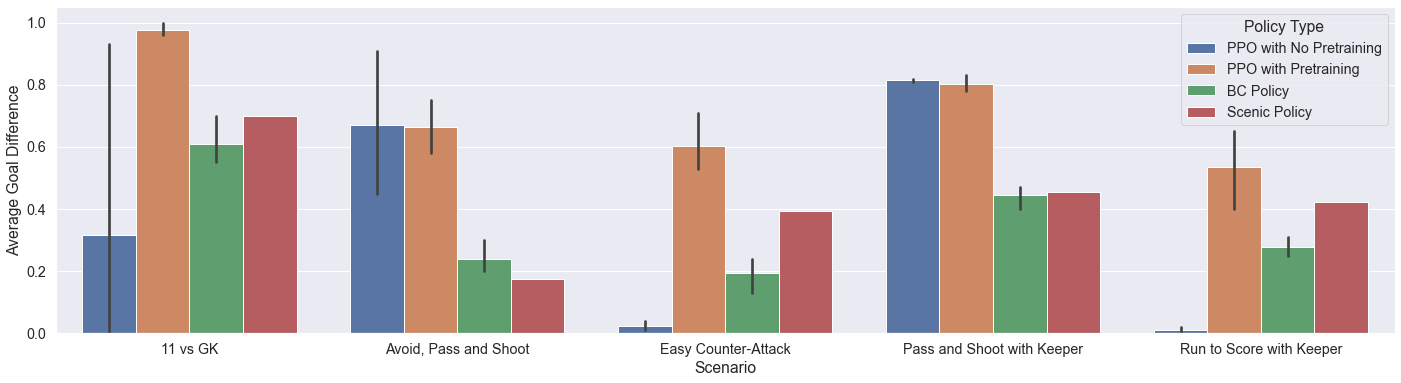 Average Goal Difference
1.0
0.8
0.6
0.4
0.2
0.0
Policy Type
PPO with No Pretraining
PPO with Pretraining
BC Policy
Scenic Policy
11 vs GK
Avoid, Pass and Shoot
Easy Counter-Attack
Pass and Shoot with Keeper
Run to Score with Keeper
Scenario